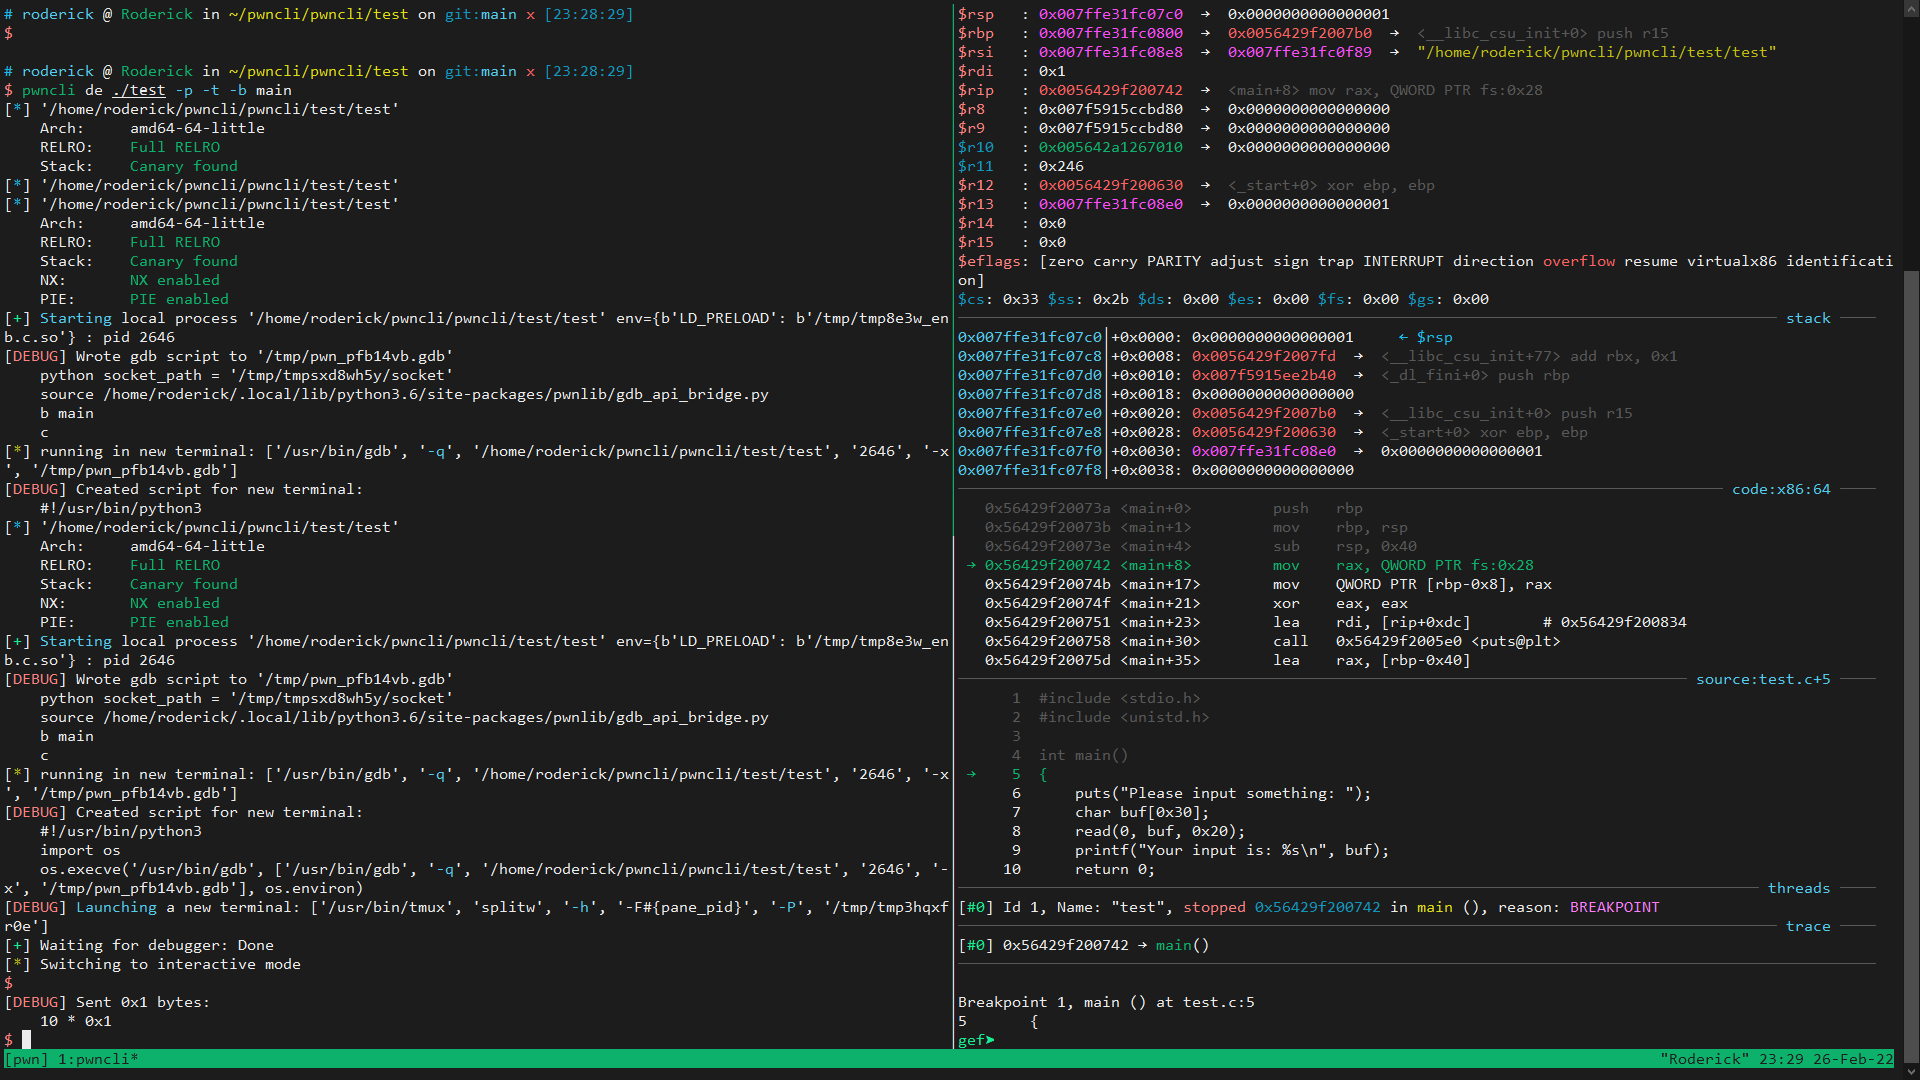 # roderick @ Roderick in ~/pwncli/pwncli/test on git:main x [23:28:29]
$
# roderick @ Roderick in ~/pwncli/pwncli/test on git:main x [23:28:29]
$ pwncli de ./test -p -t -b main
[*] '/home/roderick/pwncli/pwncli/test/test'
    Arch:     amd64-64-little
    RELRO:    Full RELRO
    Stack:    Canary found
[*] '/home/roderick/pwncli/pwncli/test/test'
[*] '/home/roderick/pwncli/pwncli/test/test'
    Arch:     amd64-64-little
    RELRO:    Full RELRO
    Stack:    Canary found
    NX:       NX enabled
    PIE:      PIE enabled
[+] Starting local process '/home/roderick/pwncli/pwncli/test/test' env={b'LD_PRELOAD': b'/tmp/tmp8e3w_en
b.c.so'} : pid 2646
[DEBUG] Wrote gdb script to '/tmp/pwn_pfb14vb.gdb'
    python socket_path = '/tmp/tmpsxd8wh5y/socket'
    source /home/roderick/.local/lib/python3.6/site-packages/pwnlib/gdb_api_bridge.py
    b main
    c
[*] running in new terminal: ['/usr/bin/gdb', '-q', '/home/roderick/pwncli/pwncli/test/test', '2646', '-x
', '/tmp/pwn_pfb14vb.gdb']
[DEBUG] Created script for new terminal:
    #!/usr/bin/python3
[*] '/home/roderick/pwncli/pwncli/test/test'
    Arch:     amd64-64-little
    RELRO:    Full RELRO
    Stack:    Canary found
    NX:       NX enabled
    PIE:      PIE enabled
[+] Starting local process '/home/roderick/pwncli/pwncli/test/test' env={b'LD_PRELOAD': b'/tmp/tmp8e3w_en
b.c.so'} : pid 2646
[DEBUG] Wrote gdb script to '/tmp/pwn_pfb14vb.gdb'
    python socket_path = '/tmp/tmpsxd8wh5y/socket'
    source /home/roderick/.local/lib/python3.6/site-packages/pwnlib/gdb_api_bridge.py
    b main
    c
[*] running in new terminal: ['/usr/bin/gdb', '-q', '/home/roderick/pwncli/pwncli/test/test', '2646', '-x
', '/tmp/pwn_pfb14vb.gdb']
[DEBUG] Created script for new terminal:
    #!/usr/bin/python3
    import os
    os.execve('/usr/bin/gdb', ['/usr/bin/gdb', '-q', '/home/roderick/pwncli/pwncli/test/test', '2646', '-
x', '/tmp/pwn_pfb14vb.gdb'], os.environ)
[DEBUG] Launching a new terminal: ['/usr/bin/tmux', 'splitw', '-h', '-F#{pane_pid}', '-P', '/tmp/tmp3hqxf
r0e']
[+] Waiting for debugger: Done
[*] Switching to interactive mode
$
[DEBUG] Sent 0x1 bytes:
    10 * 0x1
$
$rsp   : 0x007ffe31fc07c0  →  0x0000000000000001
$rbp   : 0x007ffe31fc0800  →  0x0056429f2007b0  →  <__libc_csu_init+0> push r15
$rsi   : 0x007ffe31fc08e8  →  0x007ffe31fc0f89  →  "/home/roderick/pwncli/pwncli/test/test"
$rdi   : 0x1
$rip   : 0x0056429f200742  →  <main+8> mov rax, QWORD PTR fs:0x28
$r8    : 0x007f5915ccbd80  →  0x0000000000000000
$r9    : 0x007f5915ccbd80  →  0x0000000000000000
$r10   : 0x005642a1267010  →  0x0000000000000000
$r11   : 0x246
$r12   : 0x0056429f200630  →  <_start+0> xor ebp, ebp
$r13   : 0x007ffe31fc08e0  →  0x0000000000000001
$r14   : 0x0
$r15   : 0x0
$eflags: [zero carry PARITY adjust sign trap INTERRUPT direction overflow resume virtualx86 identificati
on]
$cs: 0x33 $ss: 0x2b $ds: 0x00 $es: 0x00 $fs: 0x00 $gs: 0x00
stack
0x007ffe31fc07c0│+0x0000: 0x0000000000000001     ← $rsp
0x007ffe31fc07c8│+0x0008: 0x0056429f2007fd  →  <__libc_csu_init+77> add rbx, 0x1
0x007ffe31fc07d0│+0x0010: 0x007f5915ee2b40  →  <_dl_fini+0> push rbp
0x007ffe31fc07d8│+0x0018: 0x0000000000000000
0x007ffe31fc07e0│+0x0020: 0x0056429f2007b0  →  <__libc_csu_init+0> push r15
0x007ffe31fc07e8│+0x0028: 0x0056429f200630  →  <_start+0> xor ebp, ebp
0x007ffe31fc07f0│+0x0030: 0x007ffe31fc08e0  →  0x0000000000000001
0x007ffe31fc07f8│+0x0038: 0x0000000000000000
code:x86:64
   0x56429f20073a <main+0>         push   rbp
   0x56429f20073b <main+1>         mov    rbp, rsp
   0x56429f20073e <main+4>         sub    rsp, 0x40
 → 0x56429f200742 <main+8>         mov    rax, QWORD PTR fs:0x28
   0x56429f20074b <main+17>        mov    QWORD PTR [rbp-0x8], rax
   0x56429f20074f <main+21>        xor    eax, eax
   0x56429f200751 <main+23>        lea    rdi, [rip+0xdc]        # 0x56429f200834
   0x56429f200758 <main+30>        call   0x56429f2005e0 <puts@plt>
   0x56429f20075d <main+35>        lea    rax, [rbp-0x40]
source:test.c+5
      1  #include <stdio.h>
      2  #include <unistd.h>
      3
      4  int main()
 →    5  {
      6      puts("Please input something: ");
      7      char buf[0x30];
      8      read(0, buf, 0x20);
      9      printf("Your input is: %s\n", buf);
     10      return 0;
threads
[#0] Id 1, Name: "test", stopped 0x56429f200742 in main (), reason: BREAKPOINT
trace
[#0] 0x56429f200742 → main()
Breakpoint 1, main () at test.c:5
5       {
gef➤
[pwn] 1:pwncli*
"Roderick" 23:29 26-Feb-22